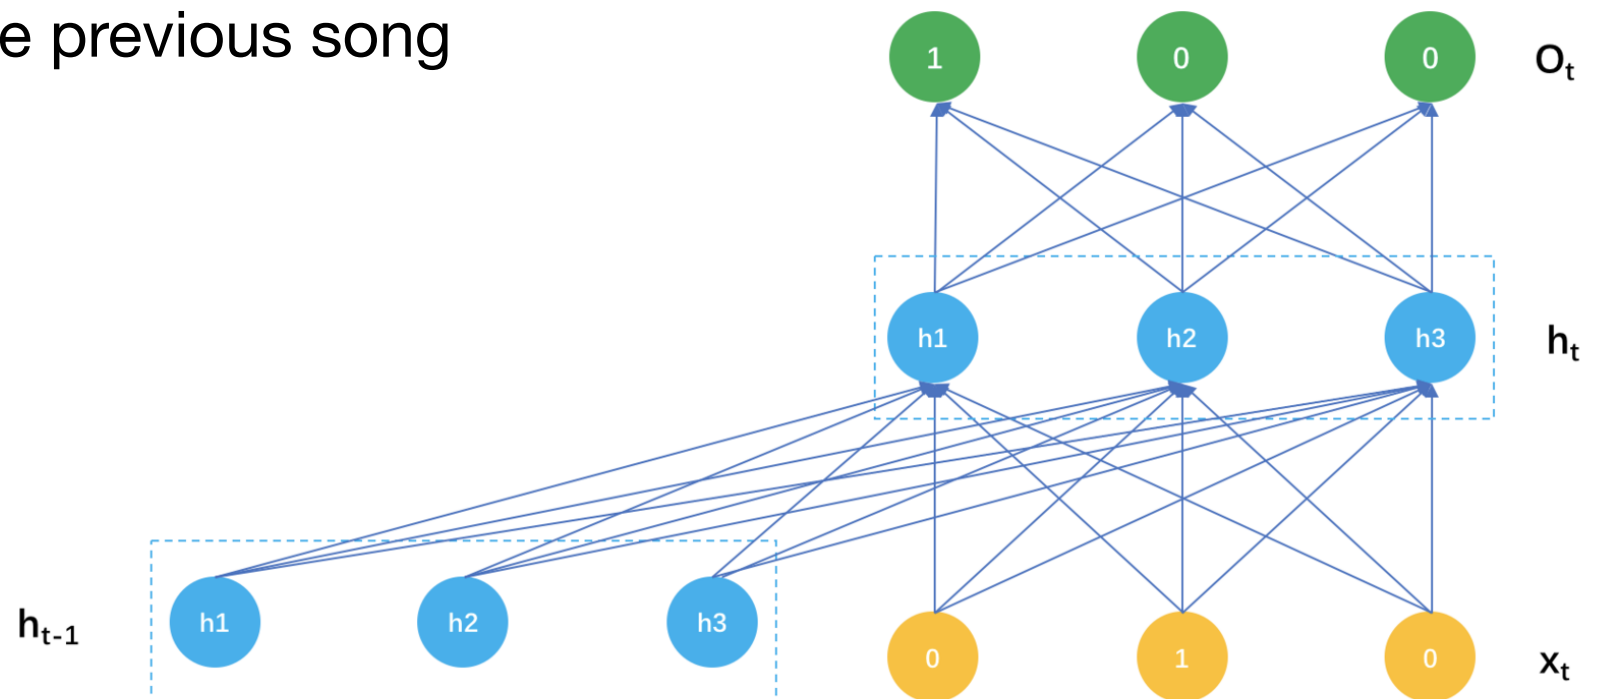 e previous song
1 0 0 Oₜ
h1 h2 h3 hₜ
hₜ₋₁ h1 h2 h3
0 1 0 xₜ